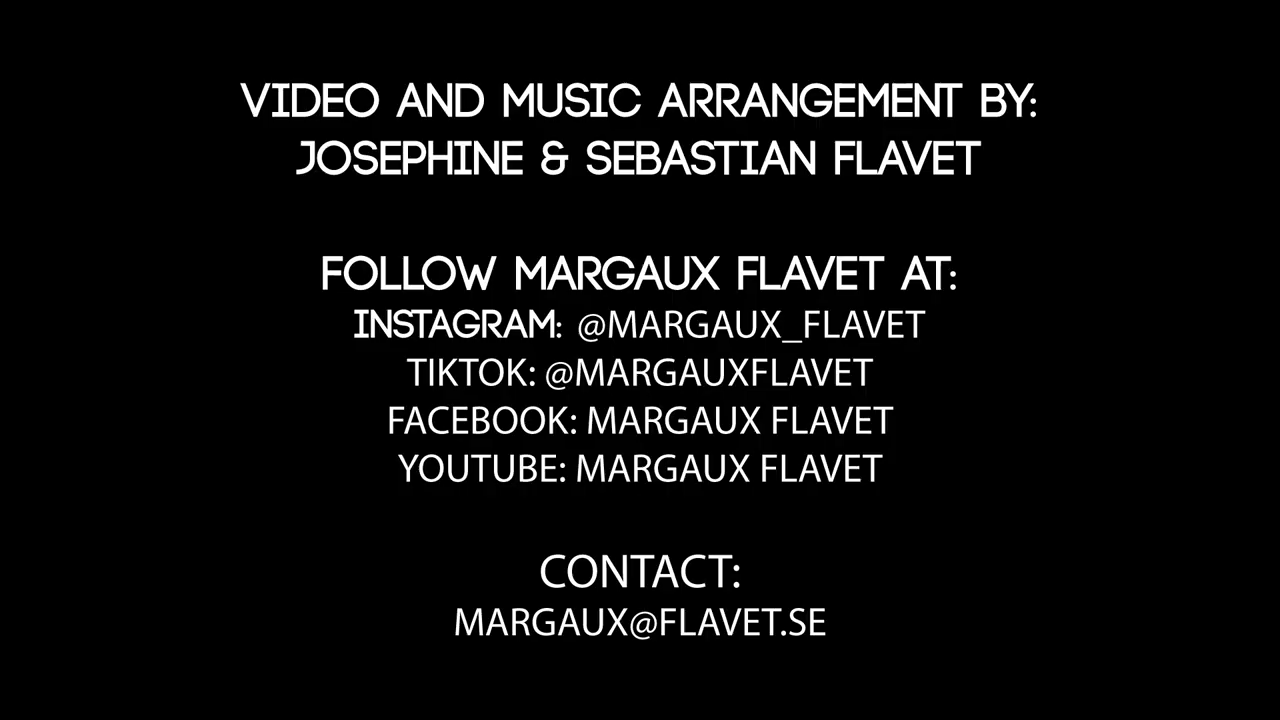 VIDEO AND MUSIC ARRANGEMENT BY:
JOSEPHINE & SEBASTIAN FLAVET
FOLLOW MARGAUX FLAVET AT:
INSTAGRAM: @MARGAUX_FLAVET
TIKTOK: @MARGAUXFLAVET
FACEBOOK: MARGAUX FLAVET
YOUTUBE: MARGAUX FLAVET
CONTACT:
MARGAUX@FLAVET.SE